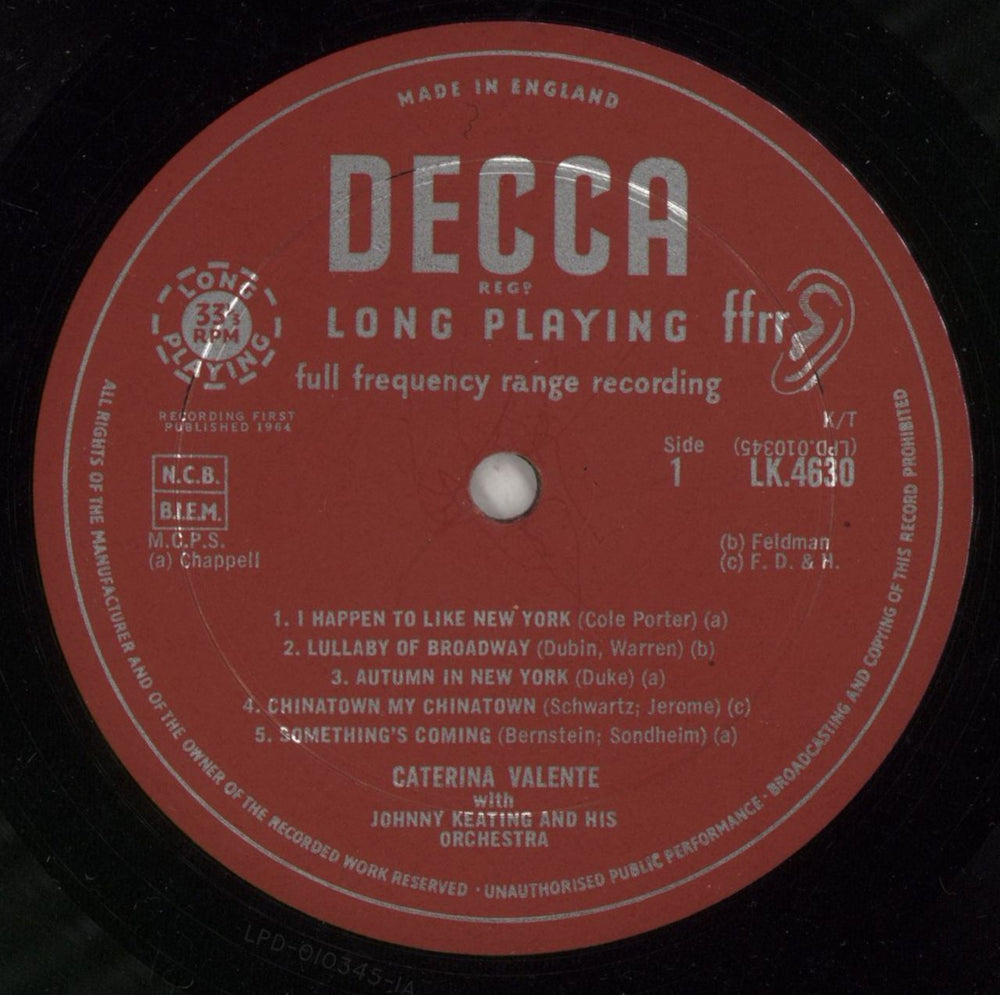 MADE IN ENGLAND
DECCA
REGD
LONG PLAYING
full frequency range recording
LONG
33⅓
RPM
PLAYING
ffrr
RECORDING FIRST
PUBLISHED 1964
N.C.B.
B.I.E.M.
M.C.P.S.
(a) Chappell
K/T
Side
1
(LPD.010345)
LK.4630
(b) Feldman
(c) F. D. & H.
1. I HAPPEN TO LIKE NEW YORK (Cole Porter) (a)
2. LULLABY OF BROADWAY (Dubin, Warren) (b)
3. AUTUMN IN NEW YORK (Duke) (a)
4. CHINATOWN MY CHINATOWN (Schwartz; Jerome) (c)
5. SOMETHING'S COMING (Bernstein; Sondheim) (a)
CATERINA VALENTE
with
JOHNNY KEATING AND HIS
ORCHESTRA
ALL RIGHTS OF THE MANUFACTURER AND OF THE OWNER OF THE RECORDED WORK RESERVED · UNAUTHORISED PUBLIC PERFORMANCE · BROADCASTING AND COPYING OF THIS RECORD PROHIBITED
LPD-010345-1A